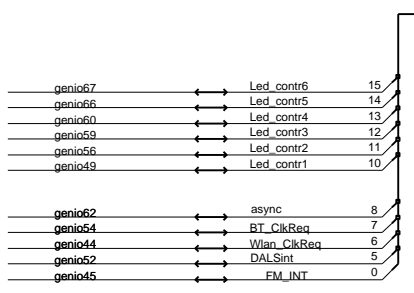 genio67 Led_contr6 15
genio66 Led_contr5 14
genio60 Led_contr4 13
genio59 Led_contr3 12
genio56 Led_contr2 11
genio49 Led_contr1 10
genio62 async 8
genio54 BT_ClkReq 7
genio44 Wlan_ClkReq 6
genio52 DALSint 5
genio45 FM_INT 0